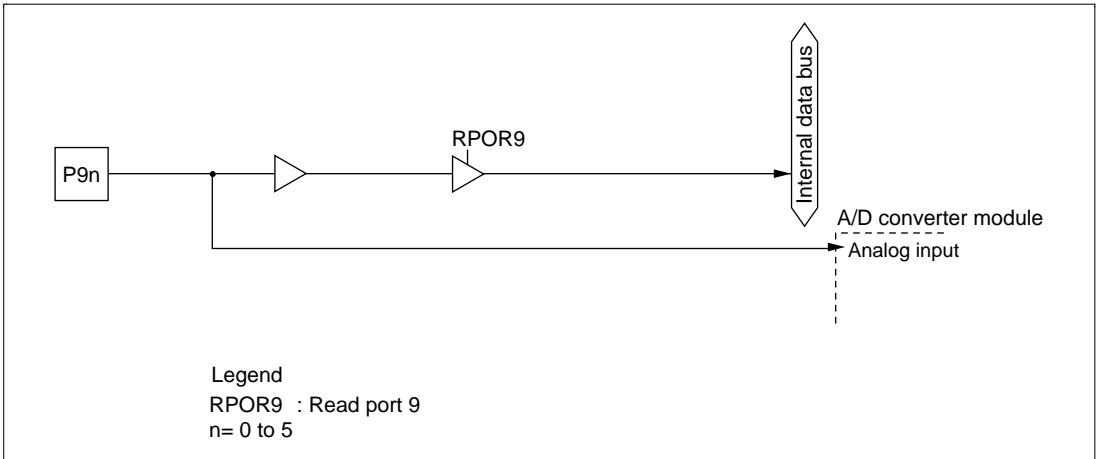 RPOR9
P9n
Internal data bus
A/D converter module
Analog input
Legend
RPOR9 : Read port 9
n= 0 to 5